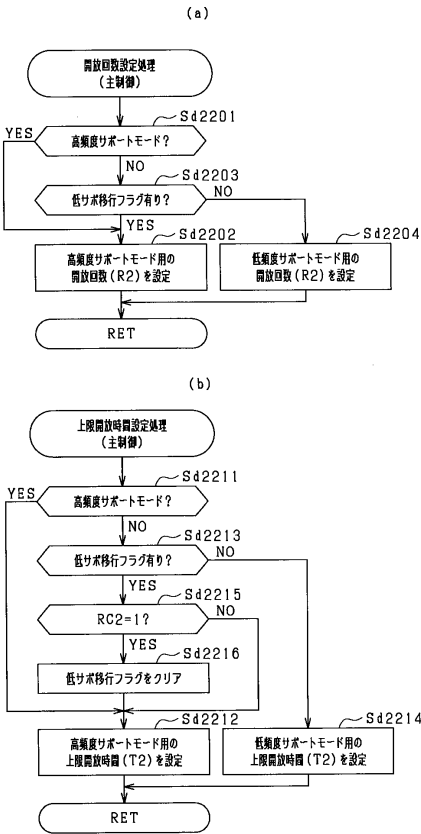 (a)
開放回数設定処理
(主制御)
Sd2201
高頻度サポートモード?
YES
NO
Sd2203
低サポ移行フラグ有り?
NO
YES
Sd2202
高頻度サポートモード用の
開放回数(R2)を設定
Sd2204
低頻度サポートモード用の
開放回数(R2)を設定
RET
(b)
上限開放時間設定処理
(主制御)
Sd2211
高頻度サポートモード?
YES
NO
Sd2213
低サポ移行フラグ有り?
NO
YES
Sd2215
RC2=1?
NO
YES
Sd2216
低サポ移行フラグをクリア
Sd2212
高頻度サポートモード用の
上限開放時間(T2)を設定
Sd2214
低頻度サポートモード用の
上限開放時間(T2)を設定
RET